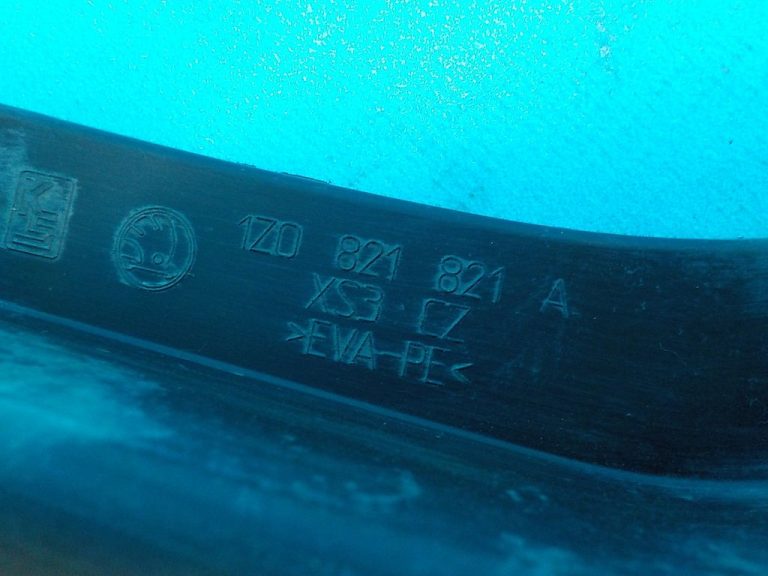 1Z0 821 821 A
XS3 CZ
>EVA-PE<